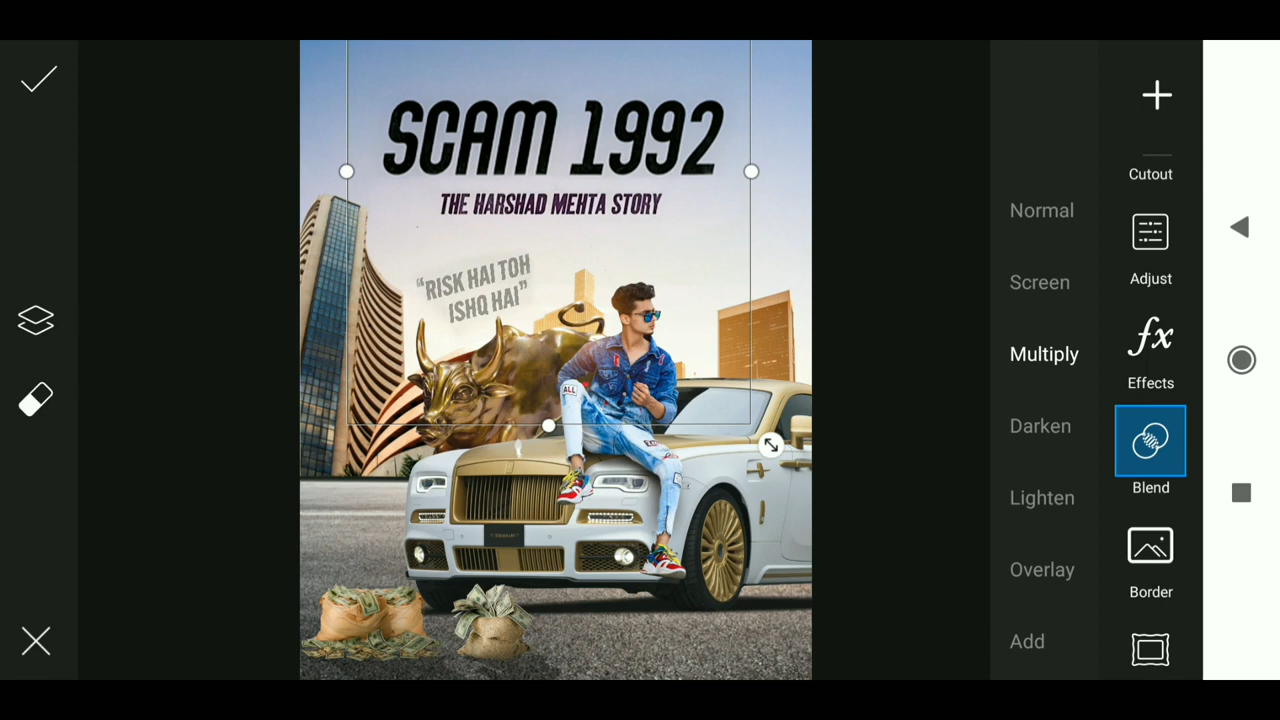 SCAM 1992
THE HARSHAD MEHTA STORY
“RISK HAI TOH
ISHQ HAI”
ALL
Normal
Screen
Multiply
Darken
Lighten
Overlay
Add
Cutout
Adjust
fx
Effects
Blend
Border